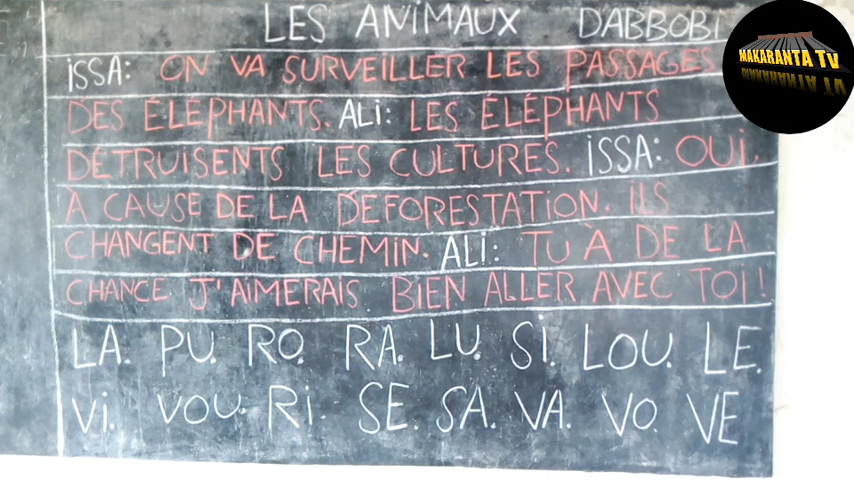 LES ANIMAUX D'ABBOBI
MAKARANTA TV
ISSA: ON VA SURVEILLER LES PASSAGES
DES ÉLÉPHANTS. ALI: LES ÉLÉPHANTS
DÉTRUISENTS LES CULTURES. ISSA: OUI.
À CAUSE DE LA DÉFORESTATION. ILS
CHANGENT DE CHEMIN. ALI: TU À DE LA
CHANCE J'AIMERAIS BIEN ALLER AVEC TOI!
LA. PU. RO. RA. LU. Si. LOU. LE.
Vi. VOU. Ri. SE. SA. VA. VO. VE